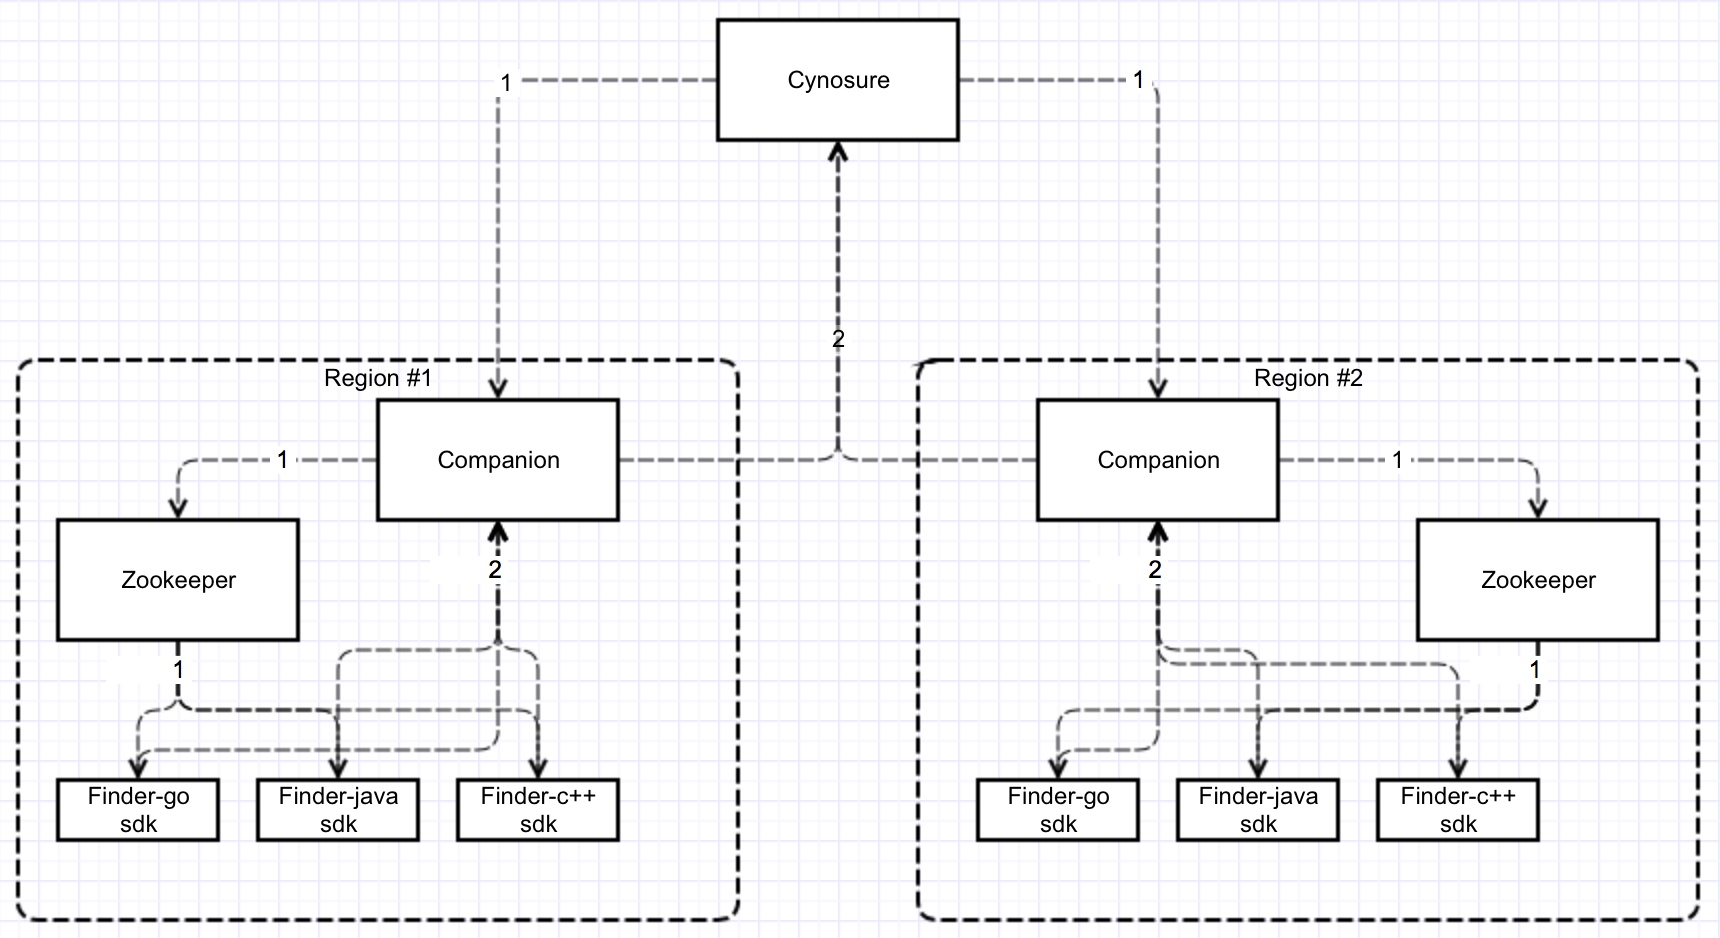 Cynosure
1
1
2
Region #1
Region #2
Companion
Companion
1
1
Zookeeper
2
2
Zookeeper
1
1
Finder-go
sdk
Finder-java
sdk
Finder-c++
sdk
Finder-go
sdk
Finder-java
sdk
Finder-c++
sdk